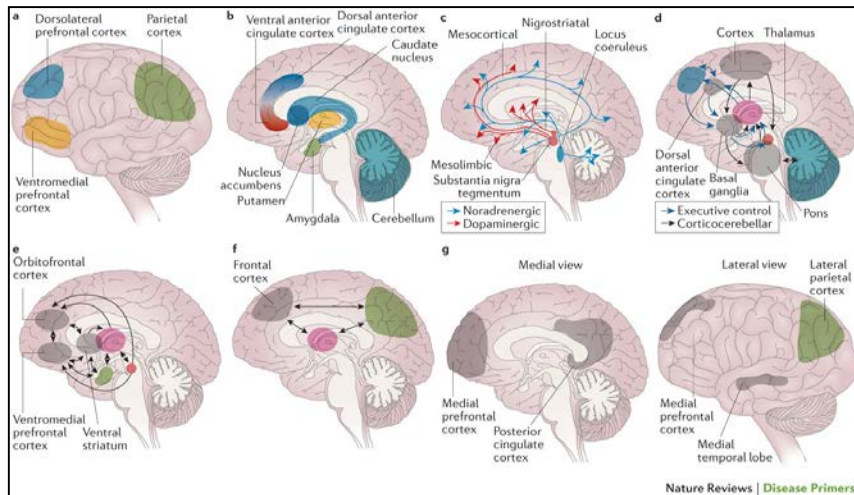 a
Dorsolateral
prefrontal cortex
Parietal
cortex
Ventromedial
prefrontal
cortex
b
Ventral anterior
cingulate cortex
Dorsal anterior
cingulate cortex
Caudate
nucleus
Nucleus
accumbens
Putamen
Amygdala
Cerebellum
c
Mesocortical
Nigrostriatal
Locus
coeruleus
Mesolimbic
Substantia nigra
tegmentum
Noradrenergic
Dopaminergic
d
Cortex
Thalamus
Dorsal
anterior
cingulate
cortex
Basal
ganglia
Pons
Executive control
Corticocerebellar
e
Orbitofrontal
cortex
Ventromedial
prefrontal
cortex
Ventral
striatum
f
Frontal
cortex
g
Medial view
Medial
prefrontal
cortex
Posterior
cingulate
cortex
Lateral view
Lateral
parietal
cortex
Medial
prefrontal
cortex
Medial
temporal lobe
Nature Reviews | Disease Primers